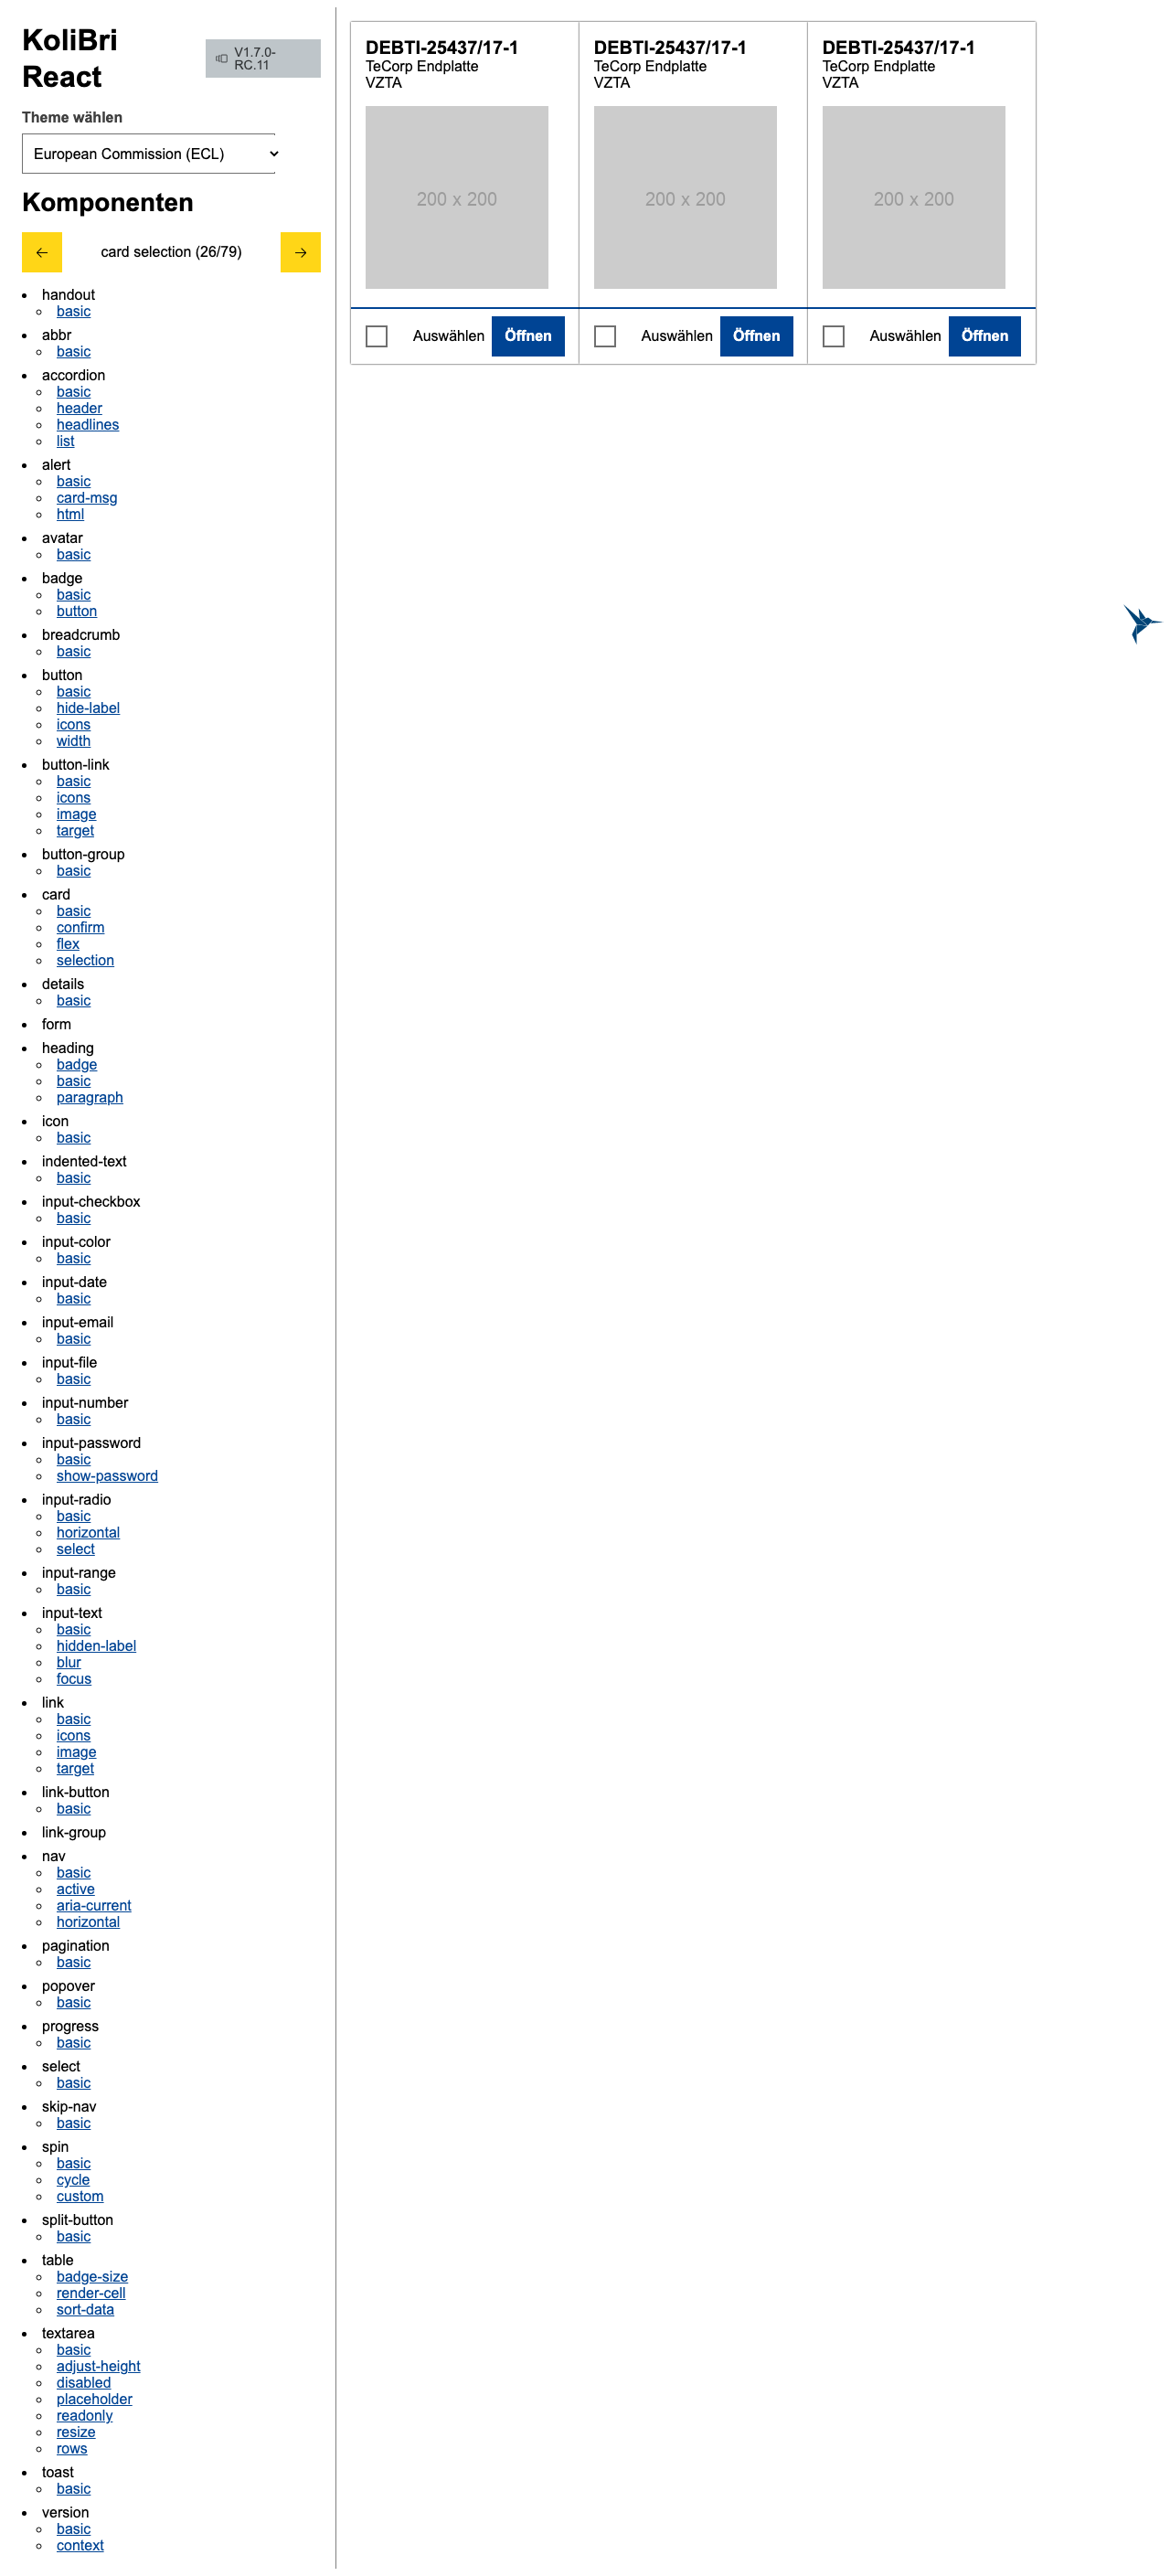 KoliBri
React
V1.7.0-
RC.11
Theme wählen
European Commission (ECL)
Komponenten
card selection (26/79)
handout
basic
abbr
basic
accordion
basic
header
headlines
list
alert
basic
card-msg
html
avatar
basic
badge
basic
button
breadcrumb
basic
button
basic
hide-label
icons
width
button-link
basic
icons
image
target
button-group
basic
card
basic
confirm
flex
selection
details
basic
form
heading
badge
basic
paragraph
icon
basic
indented-text
basic
input-checkbox
basic
input-color
basic
input-date
basic
input-email
basic
input-file
basic
input-number
basic
input-password
basic
show-password
input-radio
basic
horizontal
select
input-range
basic
input-text
basic
hidden-label
blur
focus
link
basic
icons
image
target
link-button
basic
link-group
nav
basic
active
aria-current
horizontal
pagination
basic
popover
basic
progress
basic
select
basic
skip-nav
basic
spin
basic
cycle
custom
split-button
basic
table
badge-size
render-cell
sort-data
textarea
basic
adjust-height
disabled
placeholder
readonly
resize
rows
toast
basic
version
basic
context
DEBTI-25437/17-1
TeCorp Endplatte
VZTA
200 x 200
Auswählen Öffnen
DEBTI-25437/17-1
TeCorp Endplatte
VZTA
200 x 200
Auswählen Öffnen
DEBTI-25437/17-1
TeCorp Endplatte
VZTA
200 x 200
Auswählen Öffnen